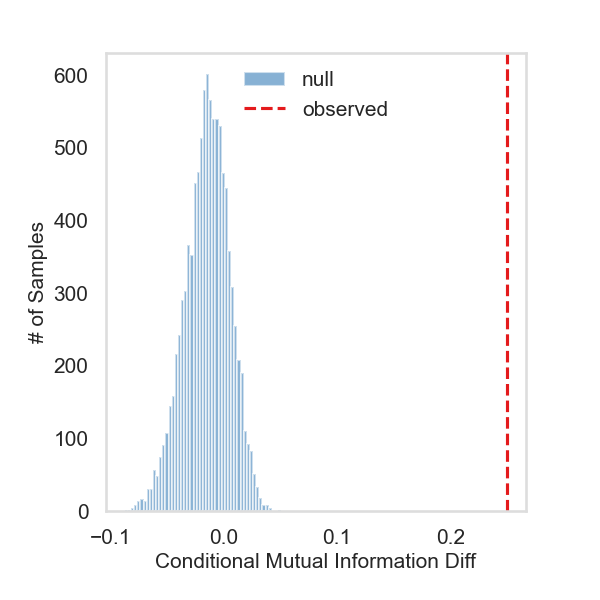 600
500
400
300
200
100
0
# of Samples
null
observed
−0.1
0.0
0.1
0.2
Conditional Mutual Information Diff